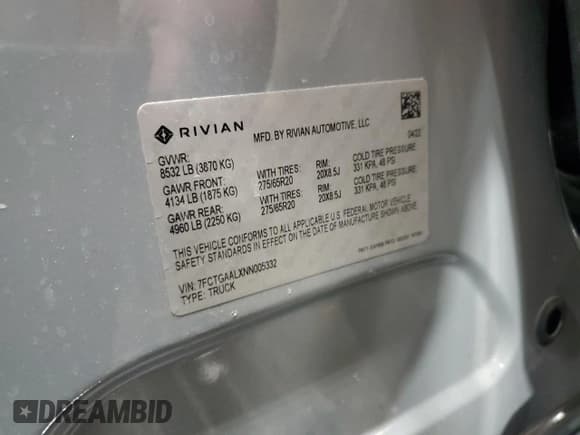 RIVIAN
MFD. BY RIVIAN AUTOMOTIVE, LLC
04/22
GVWR:
8532 LB (3870 KG)
GAWR FRONT: WITH TIRES: RIM: COLD TIRE PRESSURE
4134 LB (1875 KG) 275/65R20 20X8.5J 331 KPA, 48 PSI
GAWR REAR: WITH TIRES: RIM: COLD TIRE PRESSURE
4960 LB (2250 KG) 275/65R20 20X8.5J 331 KPA, 48 PSI
THIS VEHICLE CONFORMS TO ALL APPLICABLE U.S. FEDERAL MOTOR VEHICLE
SAFETY STANDARDS IN EFFECT ON THE DATE OF MANUFACTURE SHOWN ABOVE.
VIN: 7FCTGAALXNN005332
TYPE: TRUCK
DREAMBID